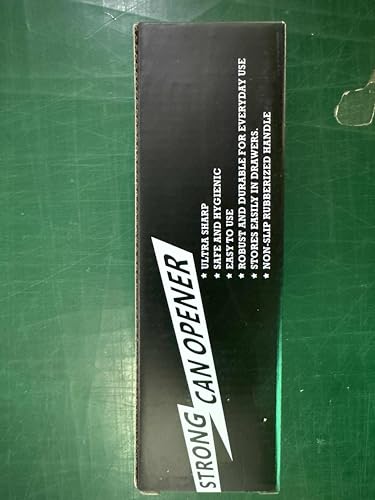 STRONG CAN OPENER
★ ULTRA SHARP
★ SAFE AND HYGIENIC
★ EASY TO USE
★ ROBUST AND DURABLE FOR EVERYDAY USE
★ STORES EASILY IN DRAWERS.
★ NON-SLIP RUBBERIZED HANDLE